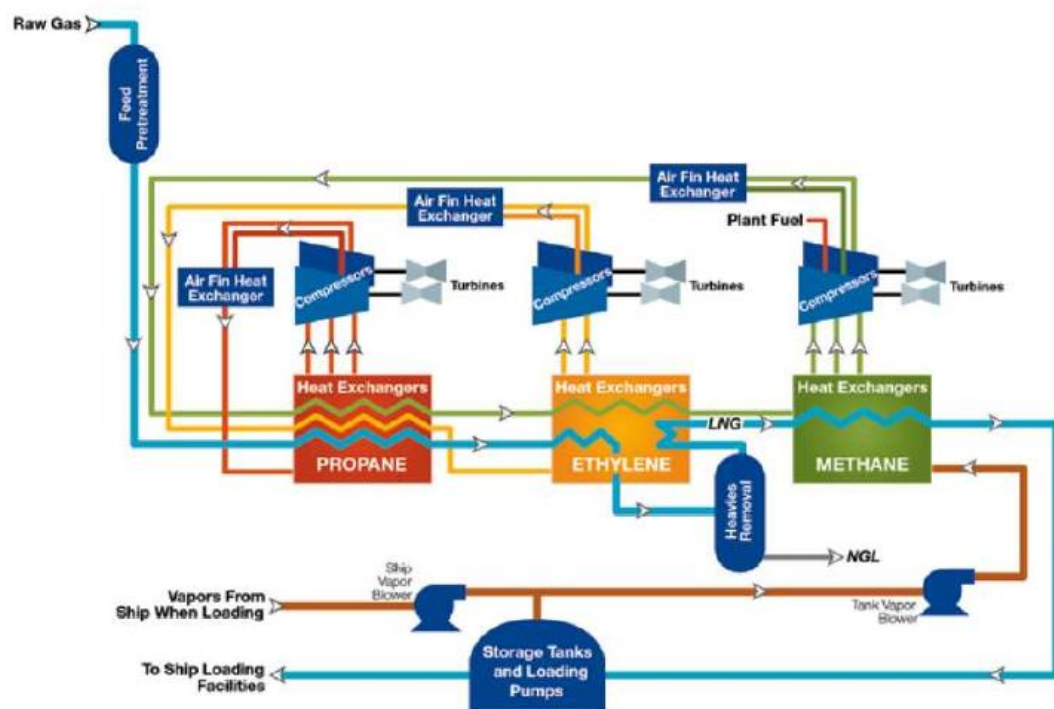 Raw Gas
Feed
Pretreatment
Air Fin Heat
Exchanger
Air Fin Heat
Exchanger
Plant Fuel
Air Fin Heat
Exchanger
Compressors
Turbines
Compressors
Turbines
Compressors
Turbines
Heat Exchangers
PROPANE
Heat Exchangers
ETHYLENE
LNG
Heat Exchangers
METHANE
Heavies
Removal
NGL
Ship
Vapor
Blower
Vapors From
Ship When Loading
Tank Vapor
Blower
To Ship Loading
Facilities
Storage Tanks
and Loading
Pumps